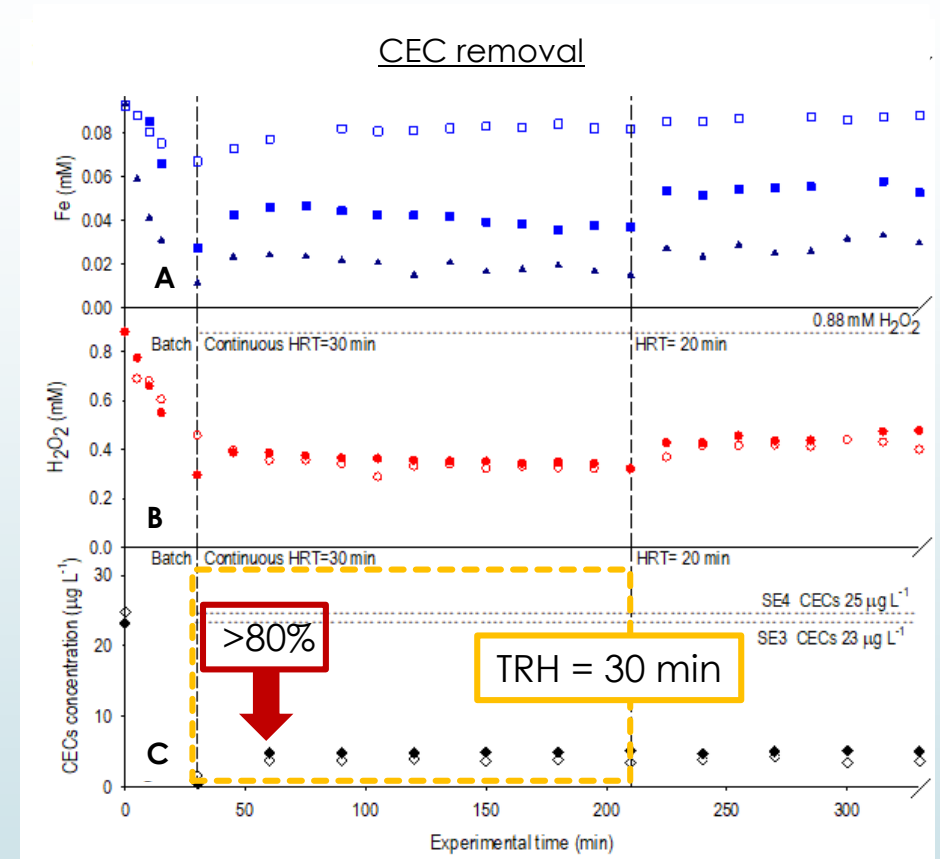 CEC removal
0.08
0.06
0.04
0.02
0.00
Fe (mM)
A
0.88 mM H₂O₂
Batch
Continuous HRT=30 min
HRT= 20 min
0.8
0.6
0.4
0.2
0.0
H₂O₂ (mM)
B
Batch
Continuous HRT=30 min
HRT= 20 min
30
20
10
0
CECs concentration (µg L⁻¹)
SE4 CECs 25 µg L⁻¹
SE3 CECs 23 µg L⁻¹
>80%
TRH = 30 min
C
0 50 100 150 200 250 300
Experimental time (min)